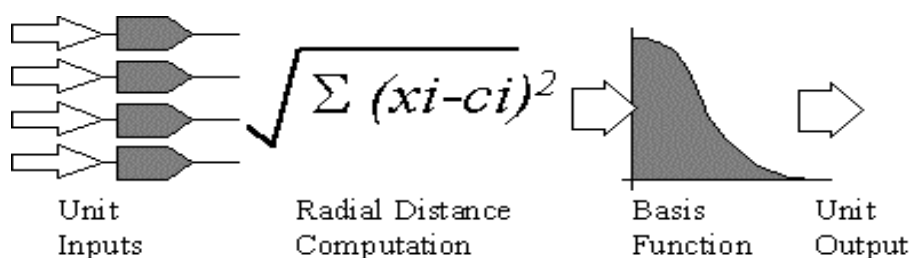 √Σ (xi-ci)²
Unit Inputs
Radial Distance Computation
Basis Function
Unit Output